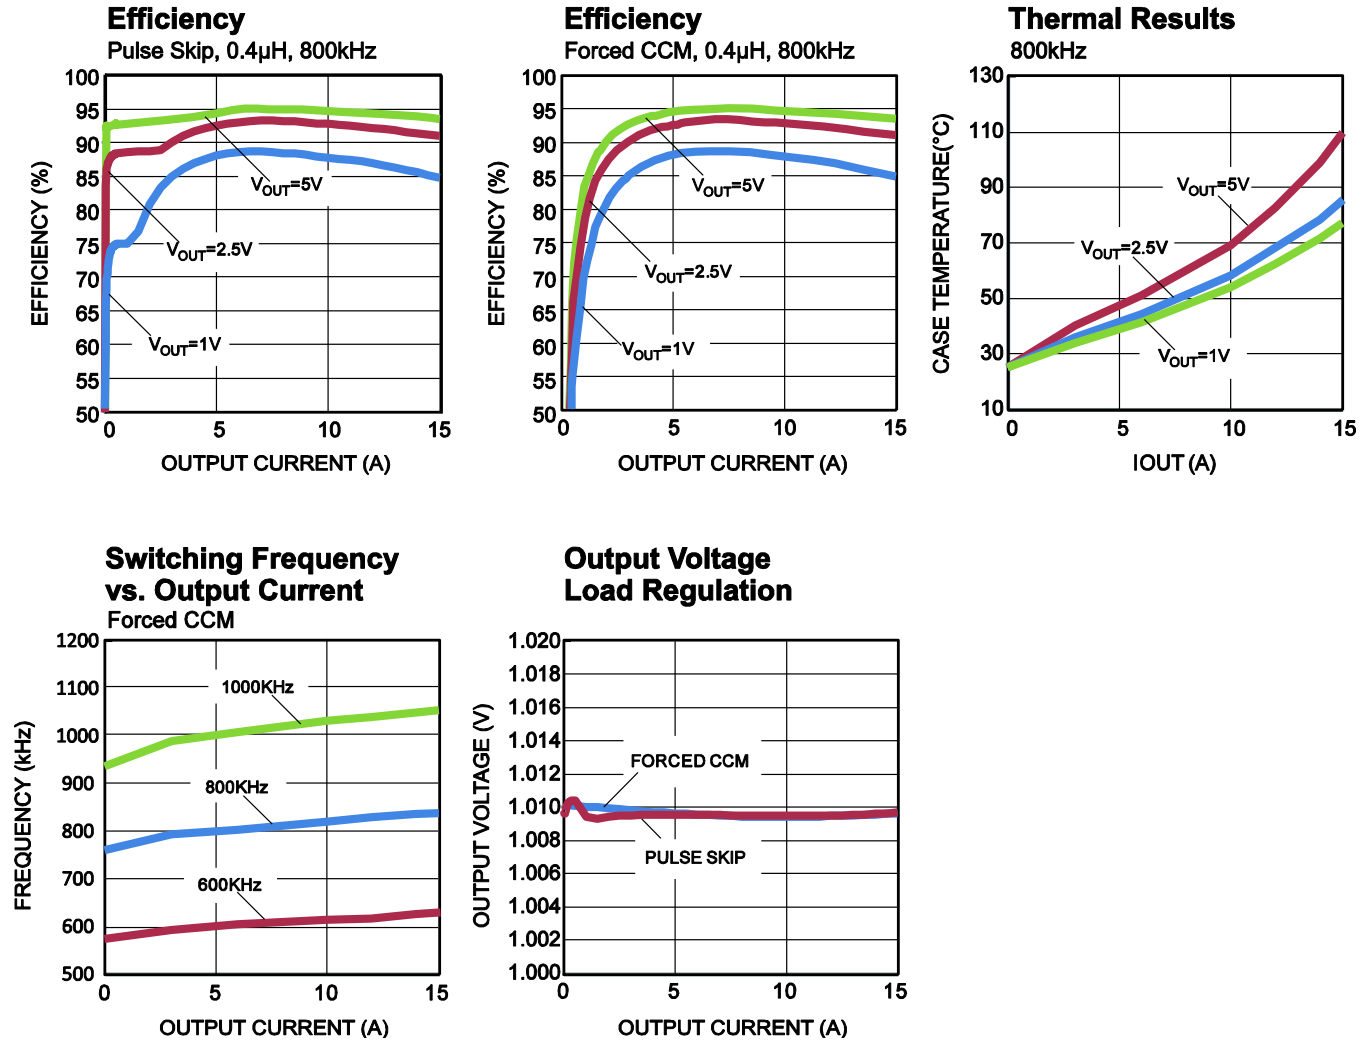 Efficiency
Pulse Skip, 0.4µH, 800kHz
100
95
90
85
80
75
70
65
60
55
50
0
5
10
15
EFFICIENCY (%)
OUTPUT CURRENT (A)
VOUT=5V
VOUT=2.5V
VOUT=1V
Efficiency
Forced CCM, 0.4µH, 800kHz
100
95
90
85
80
75
70
65
60
55
50
0
5
10
15
EFFICIENCY (%)
OUTPUT CURRENT (A)
VOUT=5V
VOUT=2.5V
VOUT=1V
Thermal Results
800kHz
130
110
90
70
50
30
10
0
5
10
15
CASE TEMPERATURE(°C)
IOUT (A)
VOUT=5V
VOUT=2.5V
VOUT=1V
Switching Frequency
vs. Output Current
Forced CCM
1200
1100
1000
900
800
700
600
500
0
5
10
15
FREQUENCY (kHz)
OUTPUT CURRENT (A)
1000KHz
800KHz
600KHz
Output Voltage
Load Regulation
1.020
1.018
1.016
1.014
1.012
1.010
1.008
1.006
1.004
1.002
1.000
0
5
10
15
OUTPUT VOLTAGE (V)
OUTPUT CURRENT (A)
FORCED CCM
PULSE SKIP